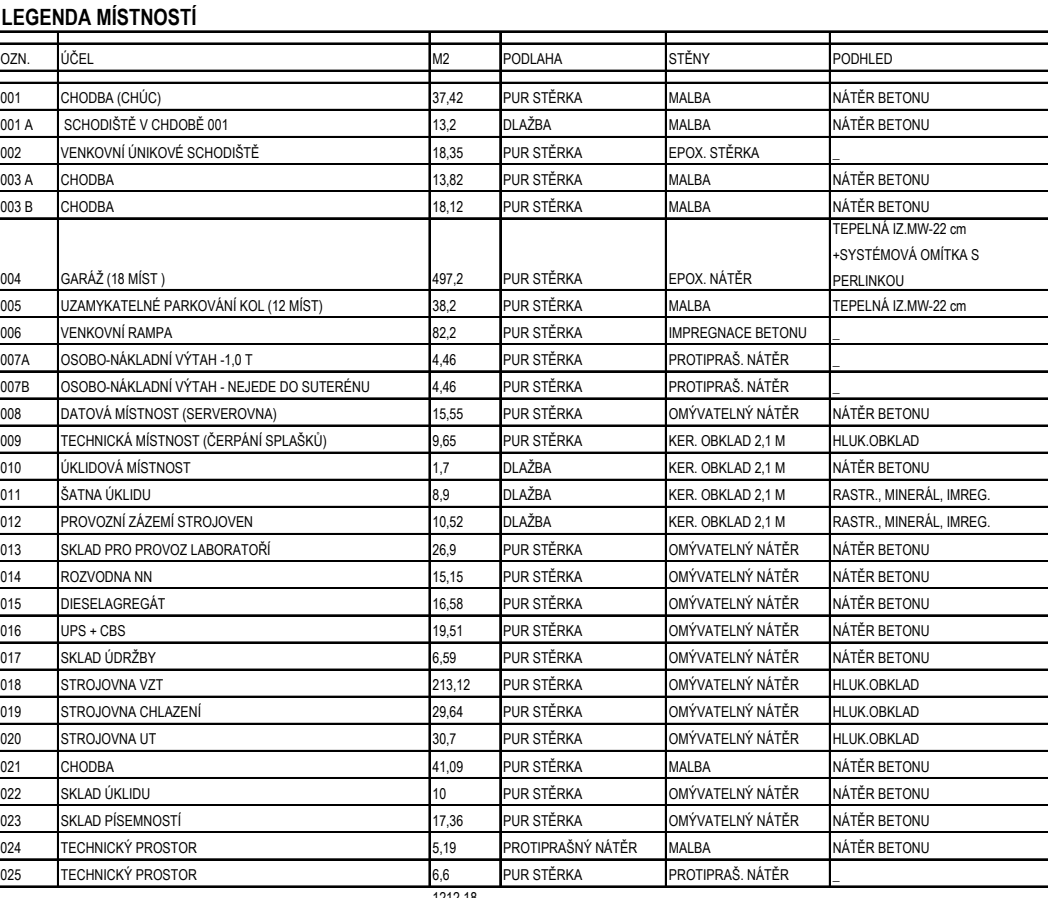 LEGENDA MÍSTNOSTÍ
OZN. ÚČEL M2 PODLAHA STĚNY PODHLED
001 CHODBA (CHÚC) 37,42 PUR STĚRKA MALBA NÁTĚR BETONU
001 A SCHODIŠTĚ V CHDOBĚ 001 13,2 DLAŽBA MALBA NÁTĚR BETONU
002 VENKOVNÍ ÚNIKOVÉ SCHODIŠTĚ 18,35 PUR STĚRKA EPOX. STĚRKA _
003 A CHODBA 13,82 PUR STĚRKA MALBA NÁTĚR BETONU
003 B CHODBA 18,12 PUR STĚRKA MALBA NÁTĚR BETONU
TEPELNÁ IZ.MW-22 cm
+SYSTÉMOVÁ OMÍTKA S
004 GARÁŽ (18 MÍST ) 497,2 PUR STĚRKA EPOX. NÁTĚR PERLINKOU
005 UZAMYKATELNÉ PARKOVÁNÍ KOL (12 MÍST) 38,2 PUR STĚRKA MALBA TEPELNÁ IZ.MW-22 cm
006 VENKOVNÍ RAMPA 82,2 PUR STĚRKA IMPREGNACE BETONU _
007A OSOBO-NÁKLADNÍ VÝTAH -1,0 T 4,46 PUR STĚRKA PROTIPRAŠ. NÁTĚR _
007B OSOBO-NÁKLADNÍ VÝTAH - NEJEDE DO SUTERÉNU 4,46 PUR STĚRKA PROTIPRAŠ. NÁTĚR _
008 DATOVÁ MÍSTNOST (SERVEROVNA) 15,55 PUR STĚRKA OMÝVATELNÝ NÁTĚR NÁTĚR BETONU
009 TECHNICKÁ MÍSTNOST (ČERPÁNÍ SPLAŠKŮ) 9,65 PUR STĚRKA KER. OBKLAD 2,1 M HLUK.OBKLAD
010 ÚKLIDOVÁ MÍSTNOST 1,7 DLAŽBA KER. OBKLAD 2,1 M NÁTĚR BETONU
011 ŠATNA ÚKLIDU 8,9 DLAŽBA KER. OBKLAD 2,1 M RASTR., MINERÁL, IMREG.
012 PROVOZNÍ ZÁZEMÍ STROJOVEN 10,52 DLAŽBA KER. OBKLAD 2,1 M RASTR., MINERÁL, IMREG.
013 SKLAD PRO PROVOZ LABORATOŘÍ 26,9 PUR STĚRKA OMÝVATELNÝ NÁTĚR NÁTĚR BETONU
014 ROZVODNA NN 15,15 PUR STĚRKA OMÝVATELNÝ NÁTĚR NÁTĚR BETONU
015 DIESELAGREGÁT 16,58 PUR STĚRKA OMÝVATELNÝ NÁTĚR NÁTĚR BETONU
016 UPS + CBS 19,51 PUR STĚRKA OMÝVATELNÝ NÁTĚR NÁTĚR BETONU
017 SKLAD ÚDRŽBY 6,59 PUR STĚRKA OMÝVATELNÝ NÁTĚR NÁTĚR BETONU
018 STROJOVNA VZT 213,12 PUR STĚRKA OMÝVATELNÝ NÁTĚR HLUK.OBKLAD
019 STROJOVNA CHLAZENÍ 29,64 PUR STĚRKA OMÝVATELNÝ NÁTĚR HLUK.OBKLAD
020 STROJOVNA UT 30,7 PUR STĚRKA OMÝVATELNÝ NÁTĚR HLUK.OBKLAD
021 CHODBA 41,09 PUR STĚRKA MALBA NÁTĚR BETONU
022 SKLAD ÚKLIDU 10 PUR STĚRKA OMÝVATELNÝ NÁTĚR NÁTĚR BETONU
023 SKLAD PÍSEMNOSTÍ 17,36 PUR STĚRKA OMÝVATELNÝ NÁTĚR NÁTĚR BETONU
024 TECHNICKÝ PROSTOR 5,19 PROTIPRAŠNÝ NÁTĚR MALBA NÁTĚR BETONU
025 TECHNICKÝ PROSTOR 6,6 PUR STĚRKA PROTIPRAŠ. NÁTĚR _
1212,18